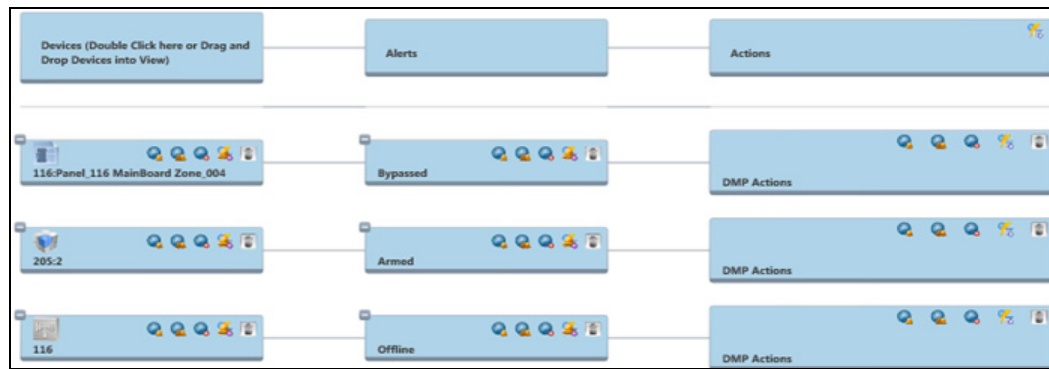 Devices (Double Click here or Drag and
Drop Devices into View)
Alerts
Actions
116:Panel_116 MainBoard Zone_004
Bypassed
DMP Actions
205:2
Armed
DMP Actions
116
Offline
DMP Actions